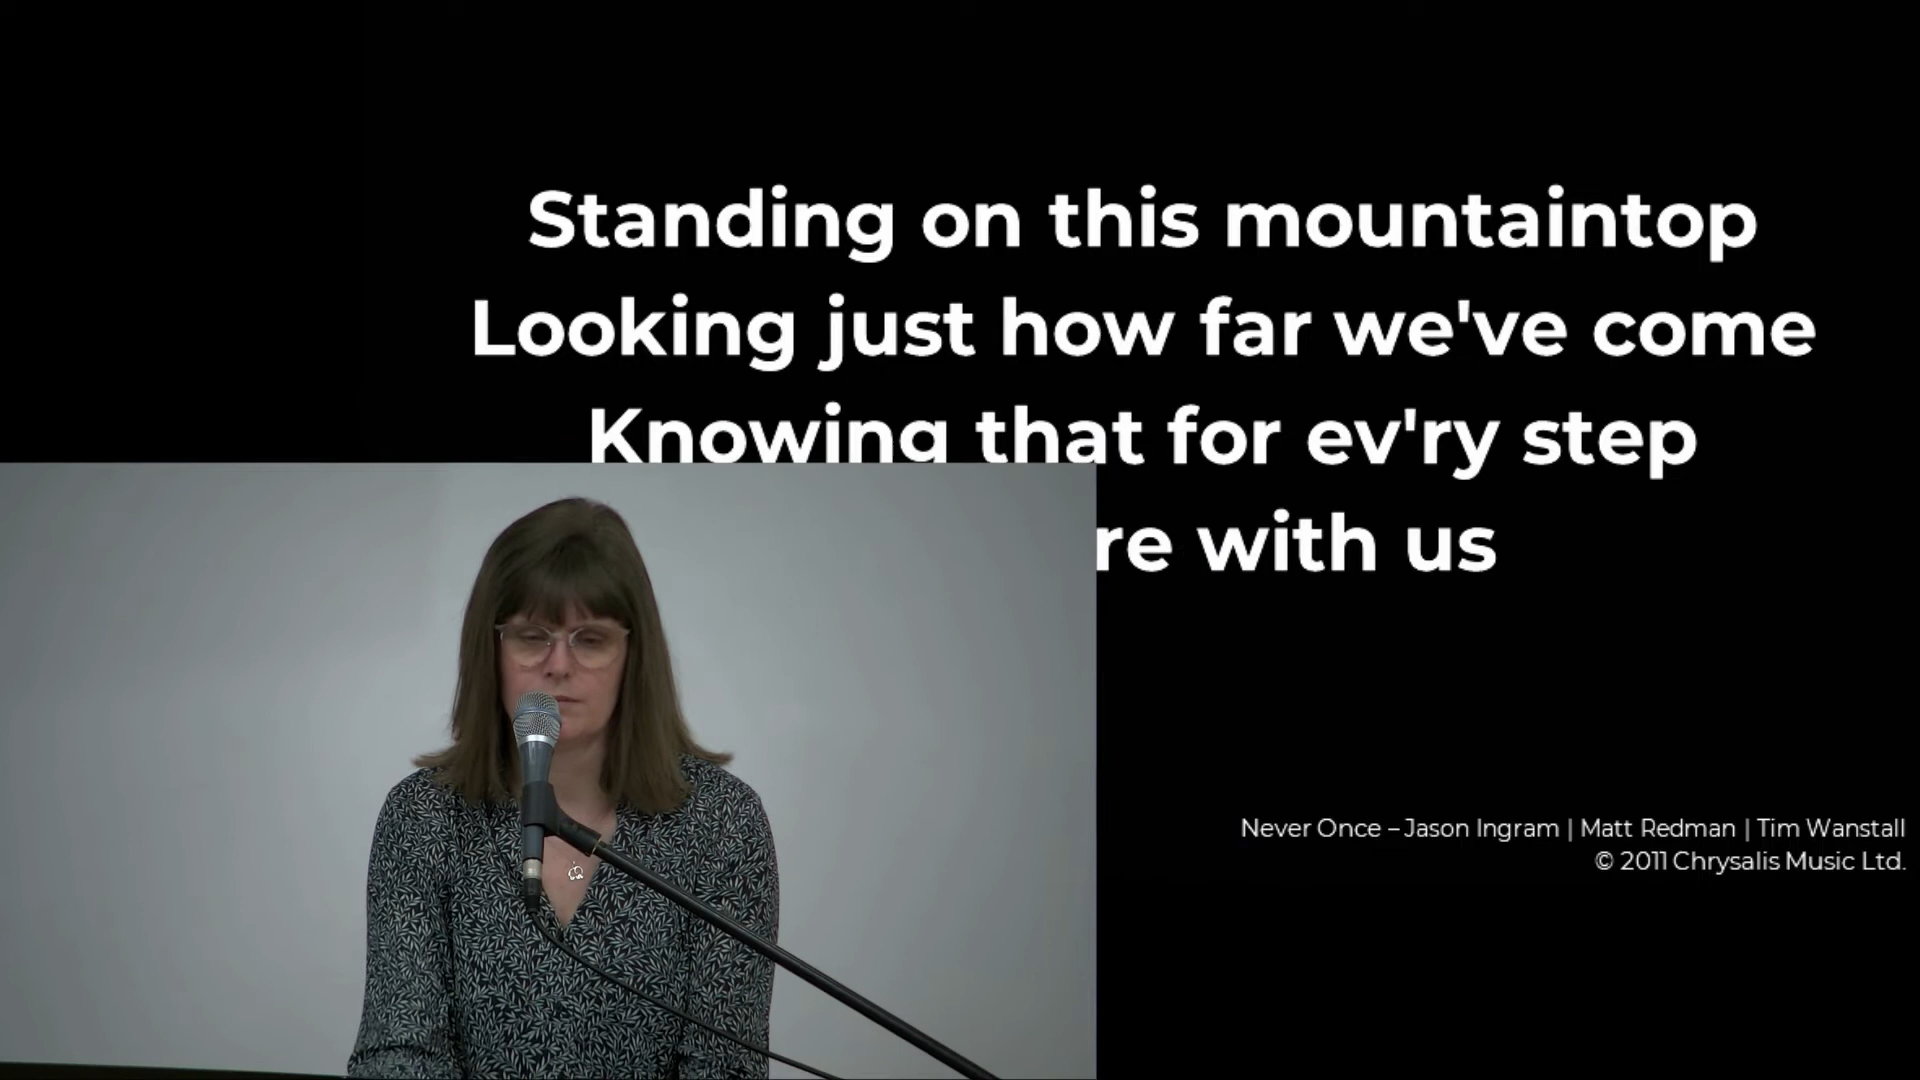 Standing on this mountaintop
Looking just how far we've come
Knowing that for ev'ry step
with us
Never Once – Jason Ingram | Matt Redman | Tim Wanstall
© 2011 Chrysalis Music Ltd.